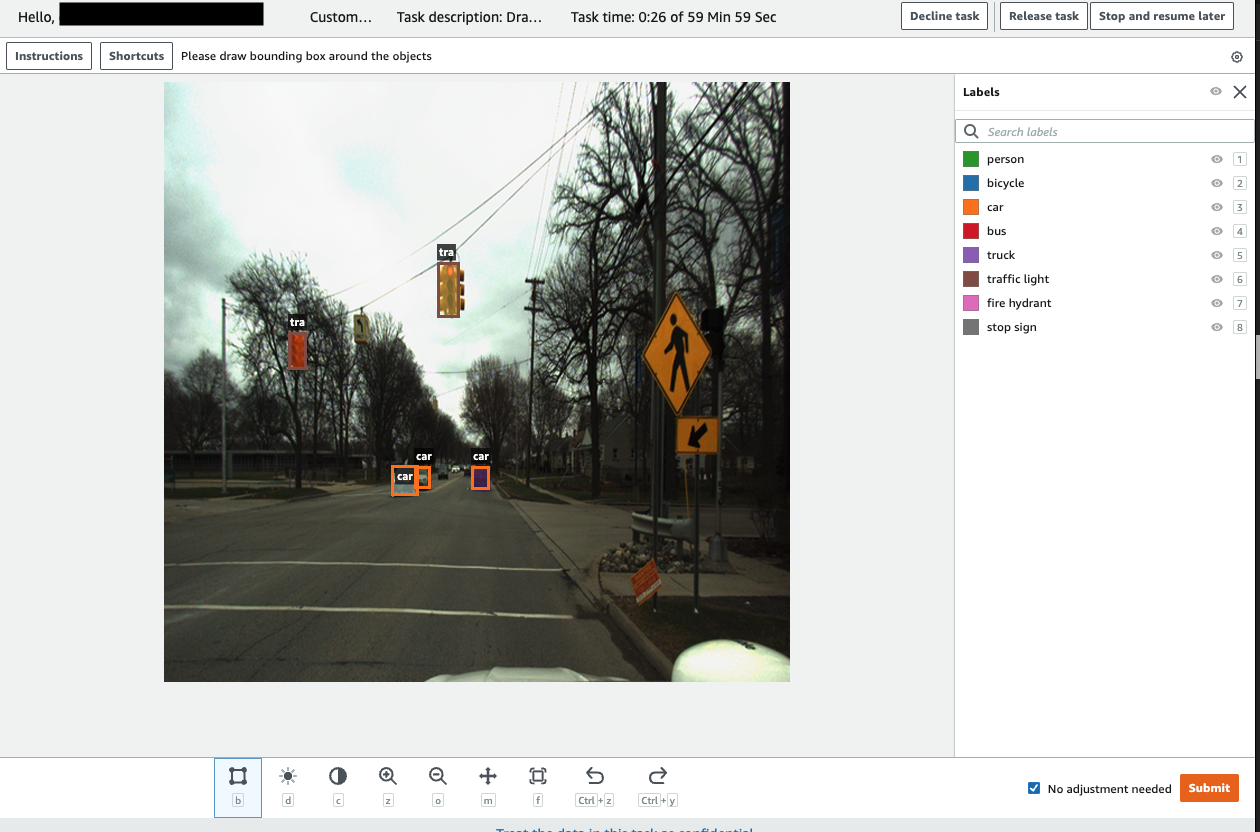 Hello,
Custom...
Task description: Dra...
Task time: 0:26 of 59 Min 59 Sec
Decline task
Release task
Stop and resume later
Instructions
Shortcuts
Please draw bounding box around the objects
Labels
Search labels
person 1
bicycle 2
car 3
bus 4
truck 5
traffic light 6
fire hydrant 7
stop sign 8
tra
tra
car
car
car
b
d
c
z
o
m
f
Ctrl+z
Ctrl+y
No adjustment needed
Submit
Treat the data in this task as confidential